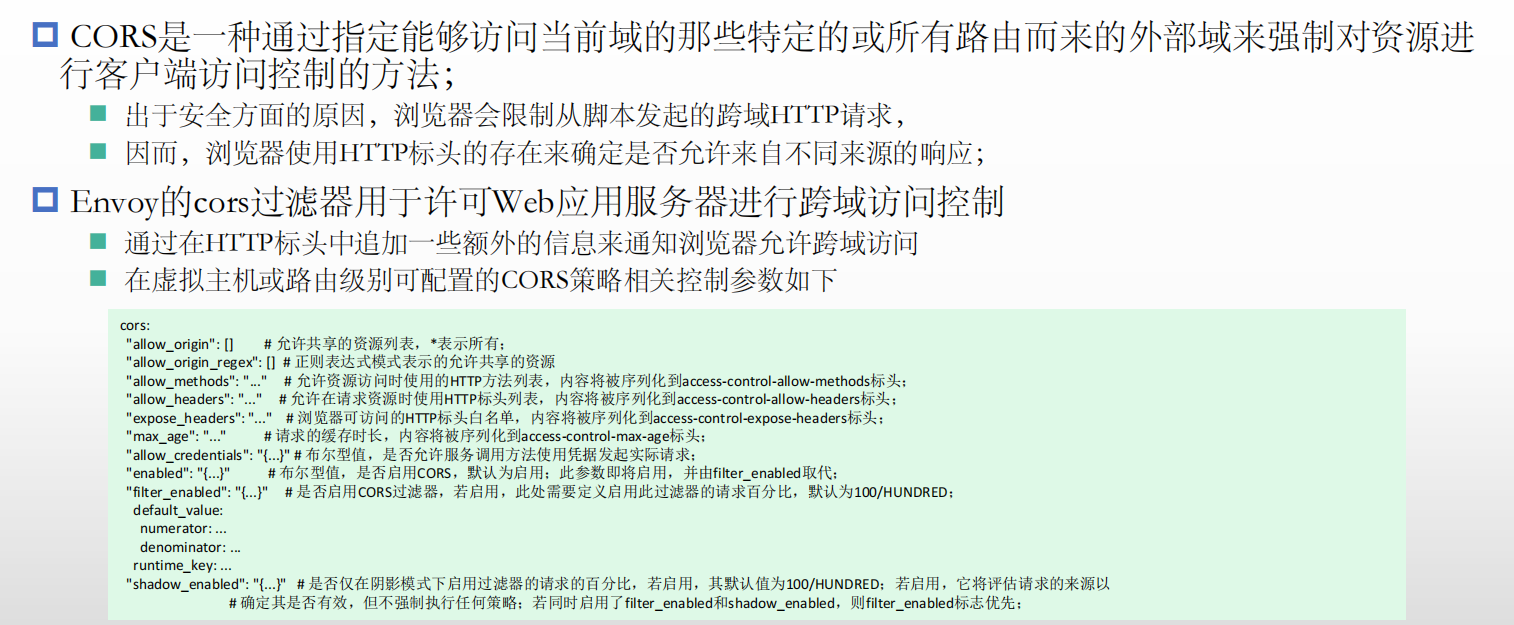 CORS是一种通过指定能够访问当前域的那些特定的或所有路由而来的外部域来强制对资源进
行客户端访问控制的方法；
出于安全方面的原因，浏览器会限制从脚本发起的跨域HTTP请求，
因而，浏览器使用HTTP标头的存在来确定是否允许来自不同来源的响应；
Envoy的cors过滤器用于许可Web应用服务器进行跨域访问控制
通过在HTTP标头中追加一些额外的信息来通知浏览器允许跨域访问
在虚拟主机或路由级别可配置的CORS策略相关控制参数如下
cors:
"allow_origin": [] # 允许共享的资源列表，*表示所有；
"allow_origin_regex": [] # 正则表达式模式表示的允许共享的资源
"allow_methods": "..." # 允许资源访问时使用的HTTP方法列表，内容将被序列化到access-control-allow-methods标头；
"allow_headers": "..." # 允许在请求资源时使用HTTP标头列表，内容将被序列化到access-control-allow-headers标头；
"expose_headers": "..." # 浏览器可访问的HTTP标头白名单，内容将被序列化到access-control-expose-headers标头；
"max_age": "..." # 请求的缓存时长，内容将被序列化到access-control-max-age标头；
"allow_credentials": "{...}" # 布尔型值，是否允许服务调用方法使用凭据发起实际请求；
"enabled": "{...}" # 布尔型值，是否启用CORS，默认为启用；此参数即将启用，并由filter_enabled取代；
"filter_enabled": "{...}" # 是否启用CORS过滤器，若启用，此处需要定义启用此过滤器的请求百分比，默认为100/HUNDRED；
default_value:
numerator: ...
denominator: ...
runtime_key: ...
"shadow_enabled": "{...}" # 是否仅在阴影模式下启用过滤器的请求的百分比，若启用，其默认值为100/HUNDRED；若启用，它将评估请求的来源以
# 确定其是否有效，但不强制执行任何策略；若同时启用了filter_enabled和shadow_enabled，则filter_enabled标志优先；